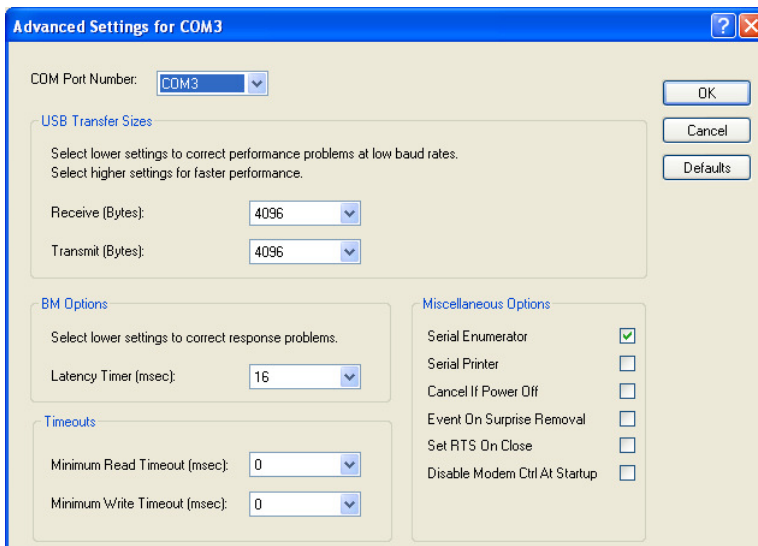 Advanced Settings for COM3
COM Port Number: COM3
OK
Cancel
Defaults
USB Transfer Sizes
Select lower settings to correct performance problems at low baud rates.
Select higher settings for faster performance.
Receive (Bytes): 4096
Transmit (Bytes): 4096
BM Options
Select lower settings to correct response problems.
Latency Timer (msec): 16
Timeouts
Minimum Read Timeout (msec): 0
Minimum Write Timeout (msec): 0
Miscellaneous Options
Serial Enumerator
Serial Printer
Cancel If Power Off
Event On Surprise Removal
Set RTS On Close
Disable Modem Ctrl At Startup